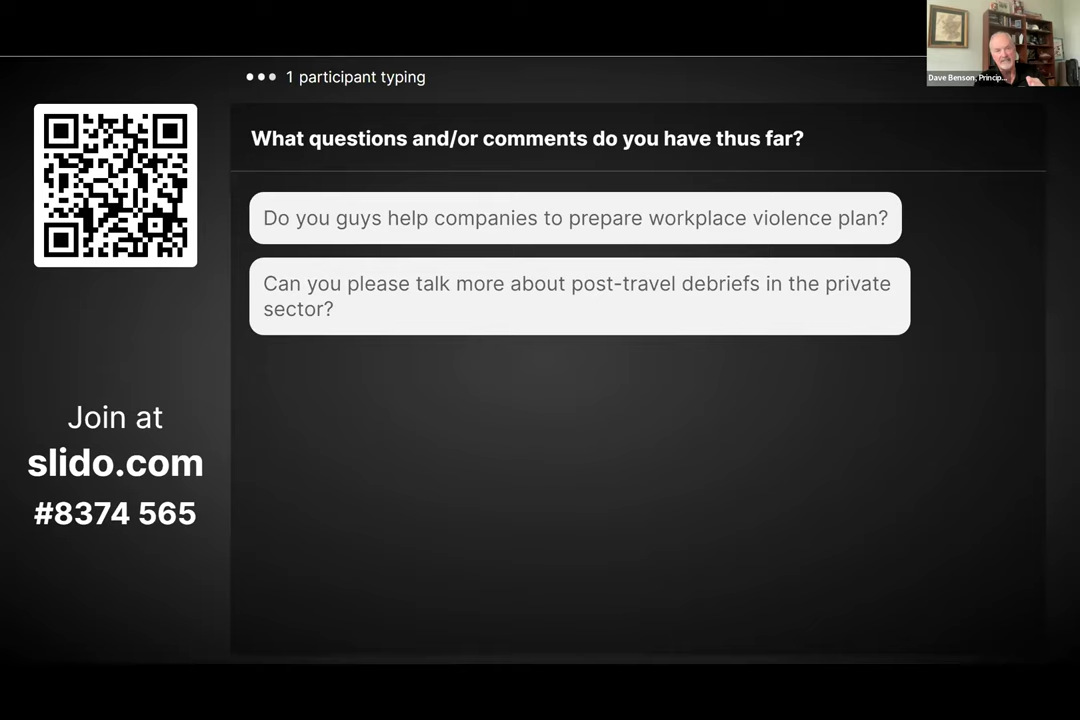 1 participant typing
Dave Benson, Princip...
What questions and/or comments do you have thus far?
Do you guys help companies to prepare workplace violence plan?
Can you please talk more about post-travel debriefs in the private
sector?
Join at
slido.com
#8374 565